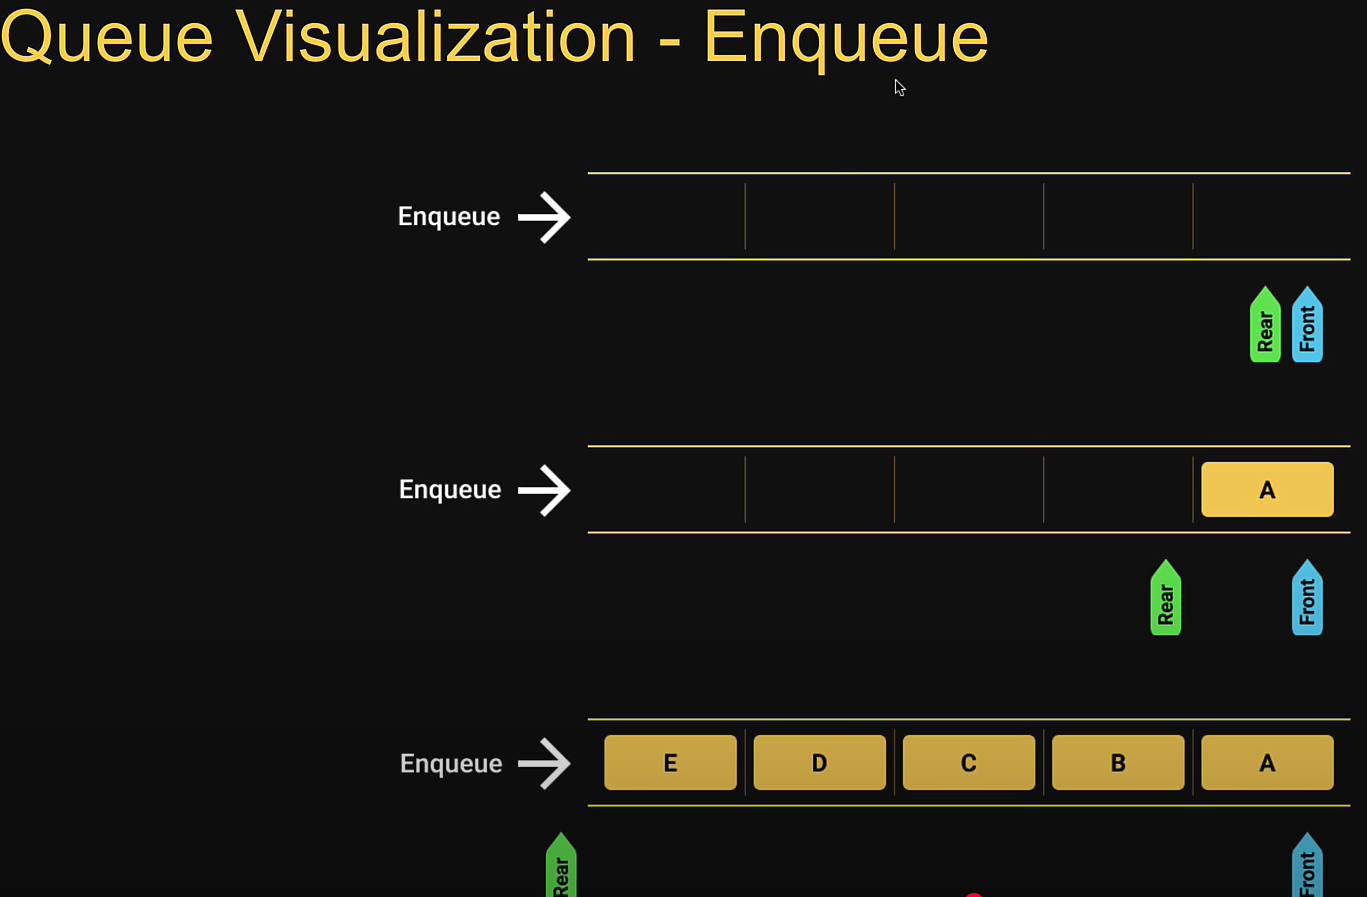 Queue Visualization - Enqueue
Enqueue
Rear Front
Enqueue A
Rear Front
Enqueue E D C B A
Rear Front